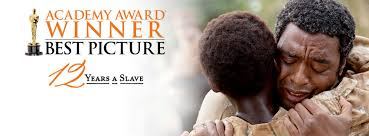 ACADEMY AWARD®
WINNER
BEST PICTURE
12 YEARS A SLAVE